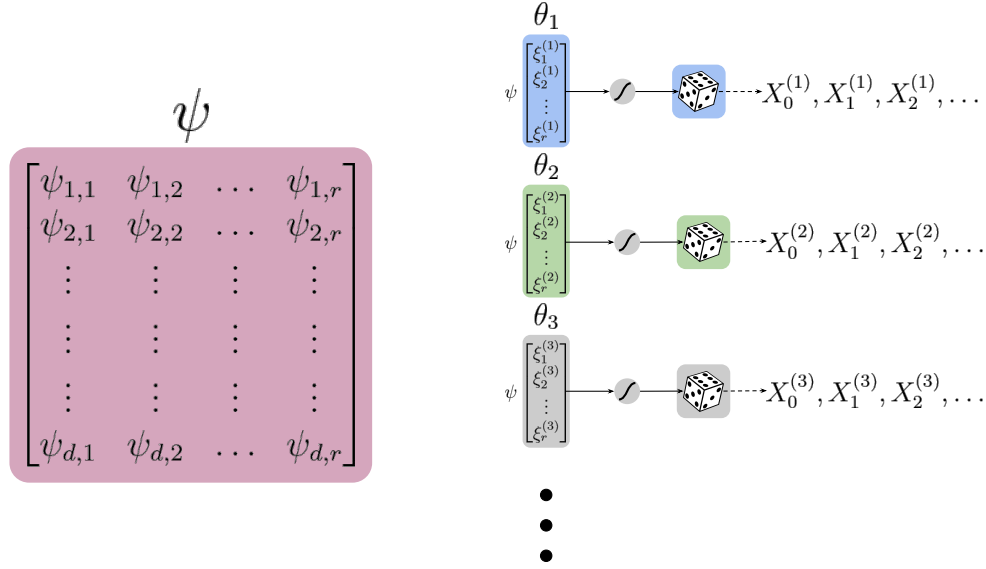 ψ
ψ_{1,1} ψ_{1,2} … ψ_{1,r}
ψ_{2,1} ψ_{2,2} … ψ_{2,r}
⋮ ⋮ ⋮ ⋮
⋮ ⋮ ⋮ ⋮
⋮ ⋮ ⋮ ⋮
ψ_{d,1} ψ_{d,2} … ψ_{d,r}
θ_1
ξ_1^{(1)}
ξ_2^{(1)}
ψ ⋮
ξ_r^{(1)}
X_0^{(1)}, X_1^{(1)}, X_2^{(1)}, …
θ_2
ξ_1^{(2)}
ξ_2^{(2)}
ψ ⋮
ξ_r^{(2)}
X_0^{(2)}, X_1^{(2)}, X_2^{(2)}, …
θ_3
ξ_1^{(3)}
ξ_2^{(3)}
ψ ⋮
ξ_r^{(3)}
X_0^{(3)}, X_1^{(3)}, X_2^{(3)}, …